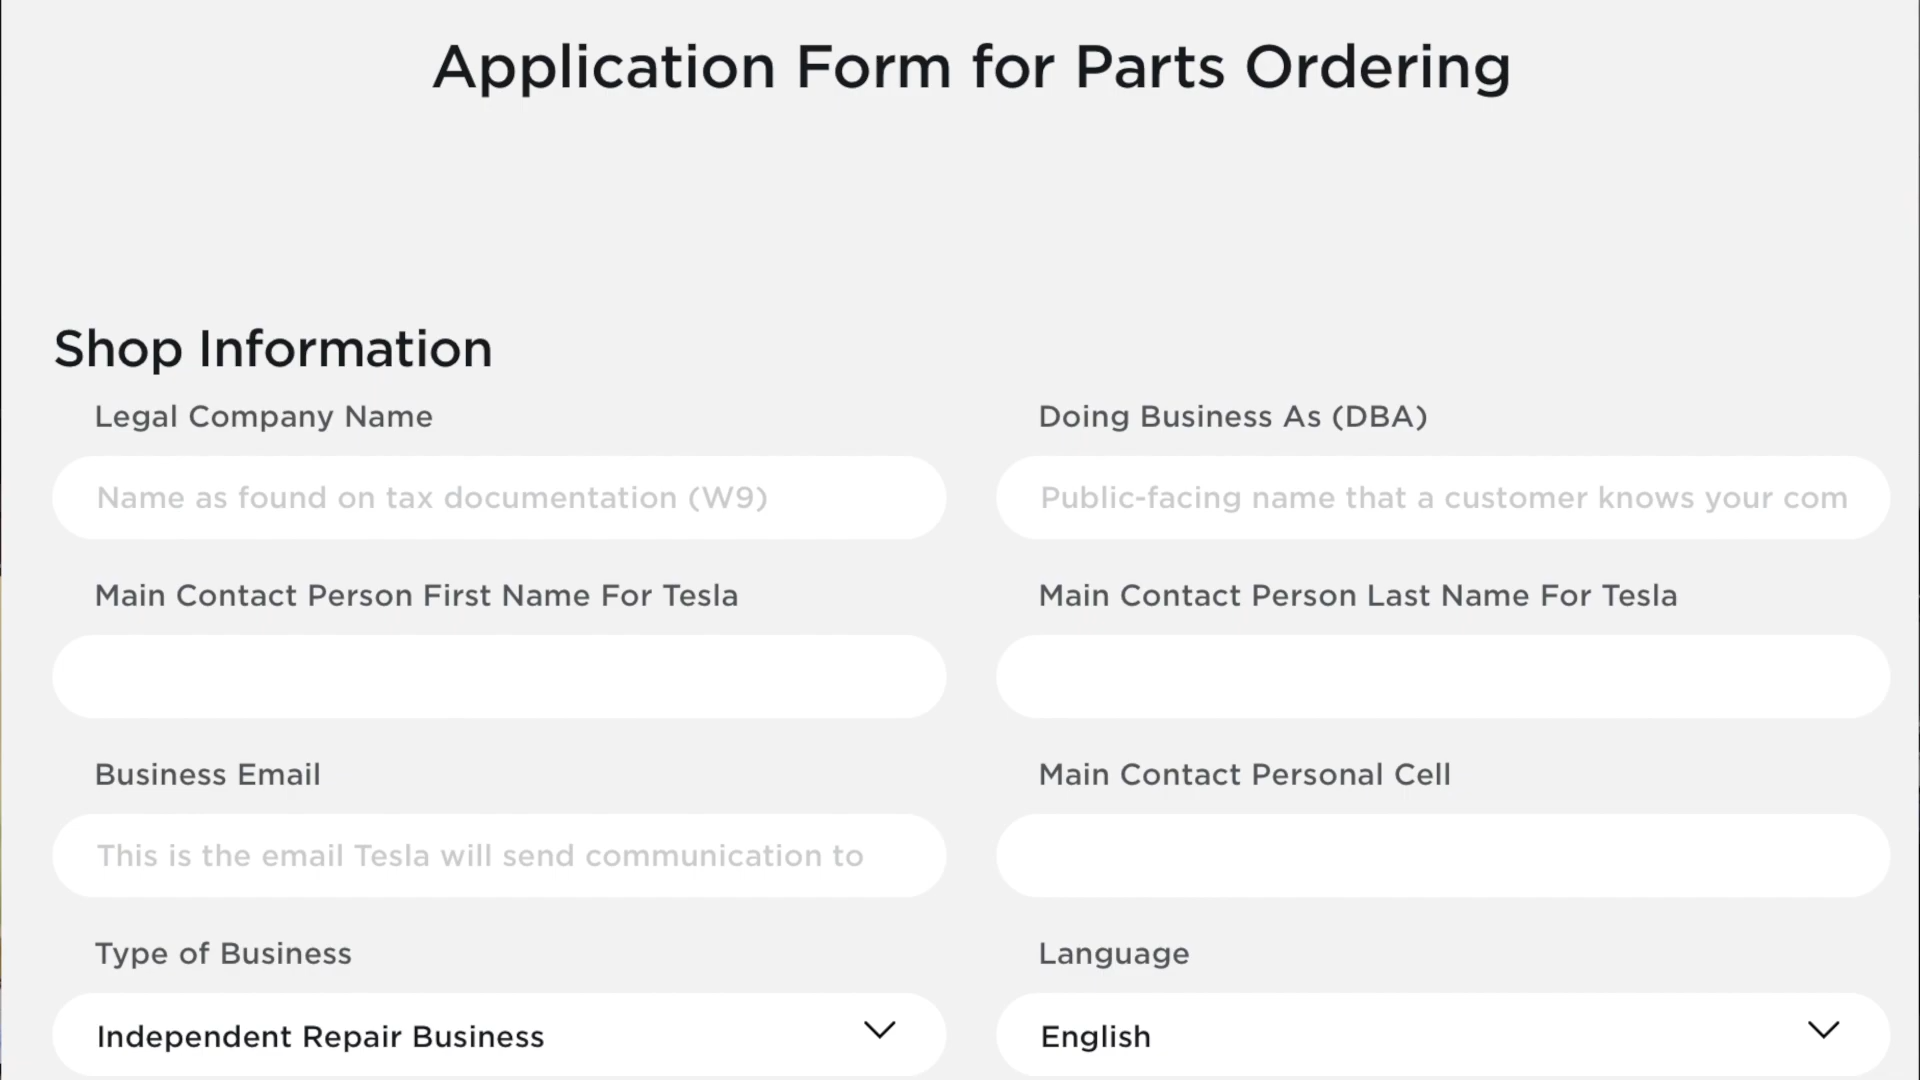 Application Form for Parts Ordering
Shop Information
Legal Company Name
Doing Business As (DBA)
Name as found on tax documentation (W9)
Public-facing name that a customer knows your com
Main Contact Person First Name For Tesla
Main Contact Person Last Name For Tesla
Business Email
Main Contact Personal Cell
This is the email Tesla will send communication to
Type of Business
Language
Independent Repair Business
English